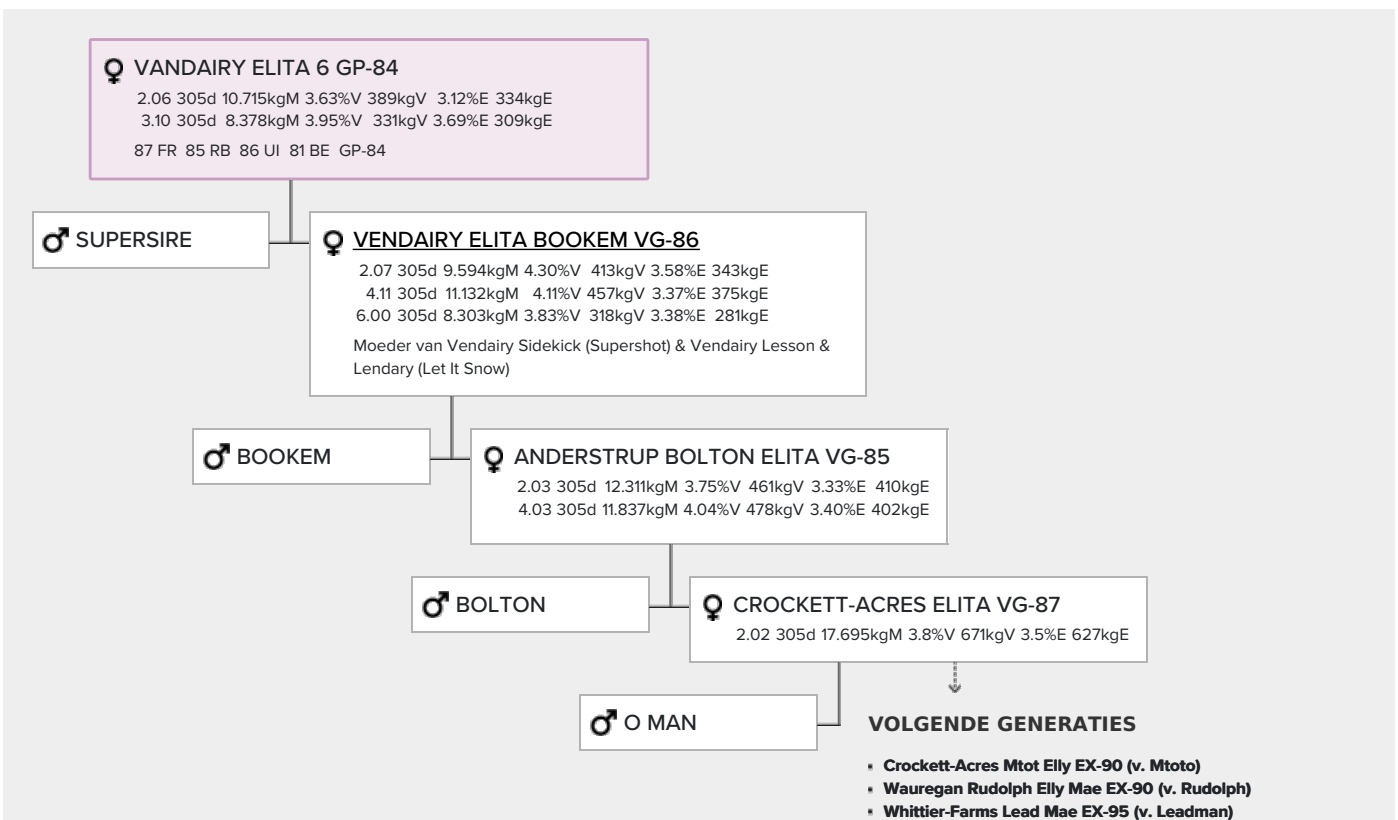 VANDAIRY ELITA 6 GP-84
2.06 305d 10.715kgM 3.63%V 389kgV 3.12%E 334kgE
3.10 305d 8.378kgM 3.95%V 331kgV 3.69%E 309kgE
87 FR 85 RB 86 UI 81 BE GP-84
SUPERSIRE
VENDAIRY ELITA BOOKEM VG-86
2.07 305d 9.594kgM 4.30%V 413kgV 3.58%E 343kgE
4.11 305d 11.132kgM 4.11%V 457kgV 3.37%E 375kgE
6.00 305d 8.303kgM 3.83%V 318kgV 3.38%E 281kgE
Moeder van Vendairy Sidekick (Supershot) & Vendairy Lesson &
Lendary (Let It Snow)
BOOKEM
ANDERSTRUP BOLTON ELITA VG-85
2.03 305d 12.311kgM 3.75%V 461kgV 3.33%E 410kgE
4.03 305d 11.837kgM 4.04%V 478kgV 3.40%E 402kgE
BOLTON
CROCKETT-ACRES ELITA VG-87
2.02 305d 17.695kgM 3.8%V 671kgV 3.5%E 627kgE
O MAN
VOLGENDE GENERATIES
▪ Crockett-Acres Mtot Elly EX-90 (v. Mtoto)
▪ Wauregan Rudolph Elly Mae EX-90 (v. Rudolph)
▪ Whittier-Farms Lead Mae EX-95 (v. Leadman)